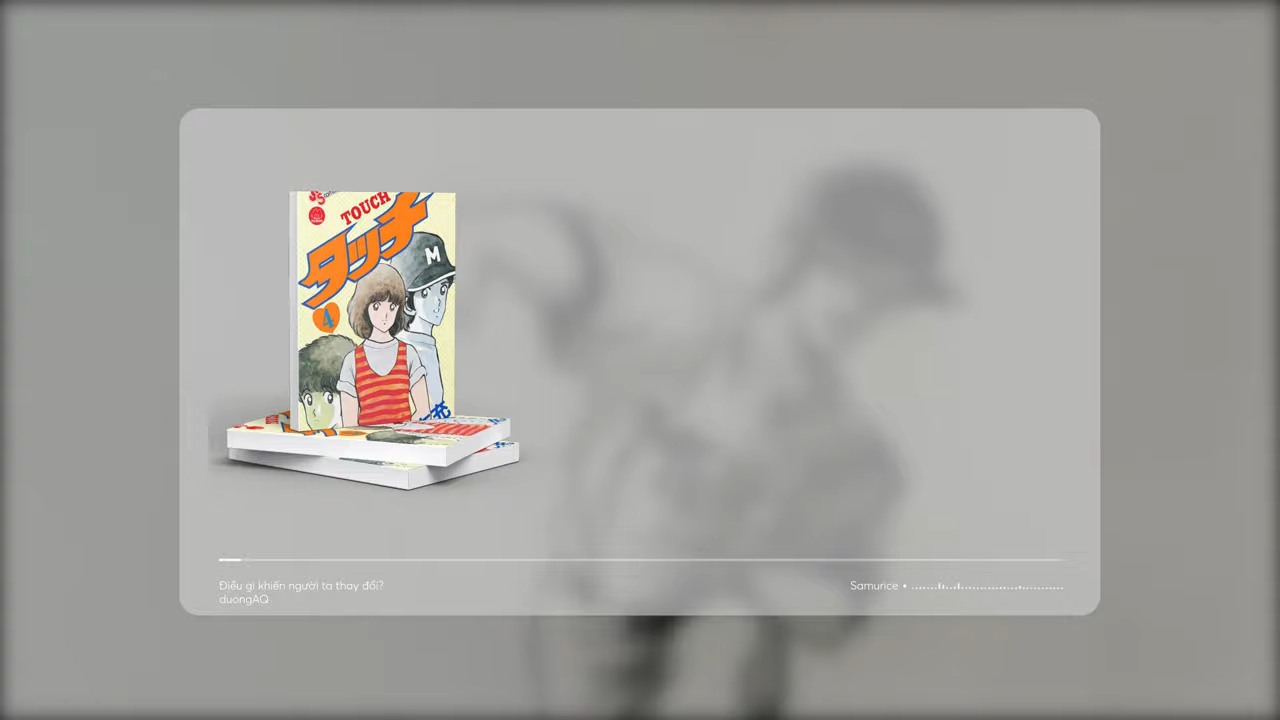 TOUCH
タッチ
4
M
Điều gì khiến người ta thay đổi?
duongAQ
Samurice •